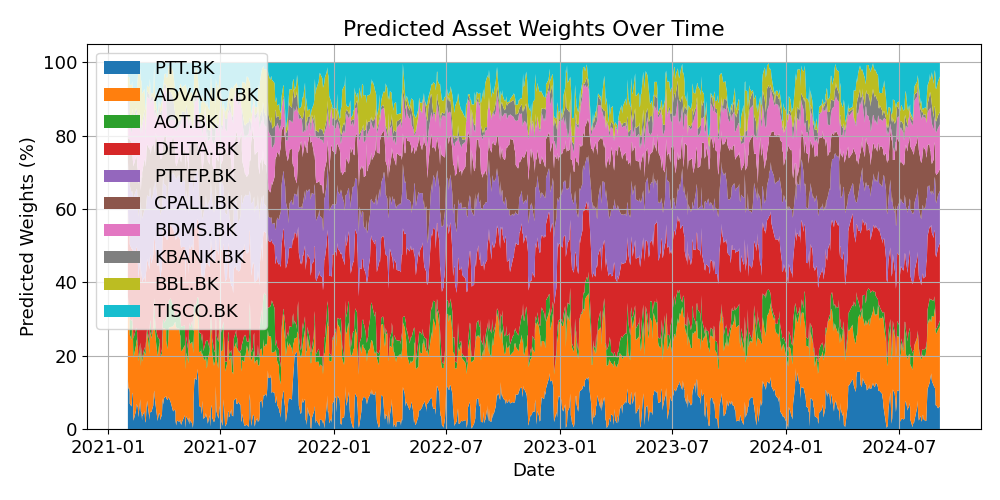 Predicted Asset Weights Over Time
Predicted Weights (%)
100
80
60
40
20
0
PTT.BK
ADVANC.BK
AOT.BK
DELTA.BK
PTTEP.BK
CPALL.BK
BDMS.BK
KBANK.BK
BBL.BK
TISCO.BK
2021-01 2021-07 2022-01 2022-07 2023-01 2023-07 2024-01 2024-07
Date